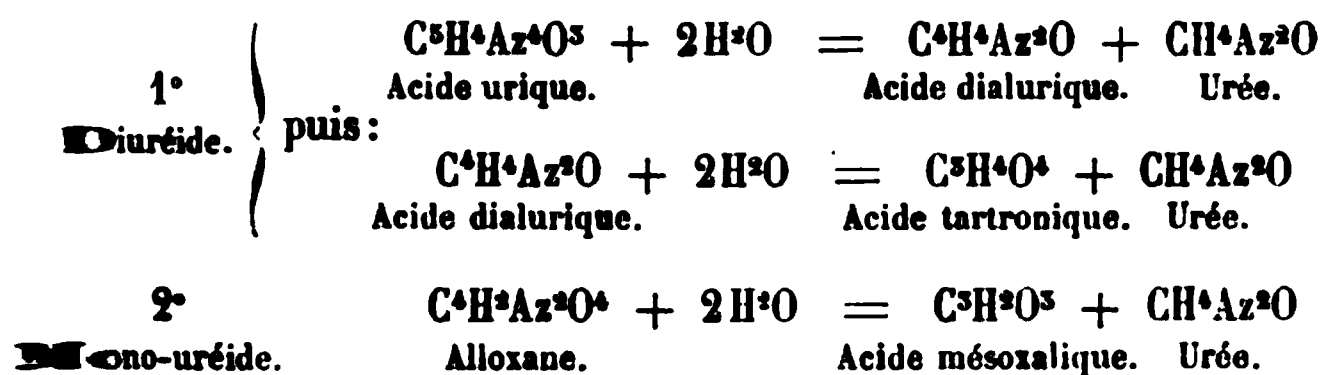 C⁵H⁴Az⁴O³ + 2H²O = C⁴H⁴Az²O + CH⁴Az²O
1° Acide urique. Acide dialurique. Urée.
Diuréide. puis:
C⁴H⁴Az²O + 2H²O = C³H⁴O⁴ + CH⁴Az²O
Acide dialurique. Acide tartronique. Urée.
2° C⁴H²Az²O⁴ + 2H²O = C³H²O³ + CH⁴Az²O
Mono-uréide. Alloxane. Acide mésoxalique. Urée.